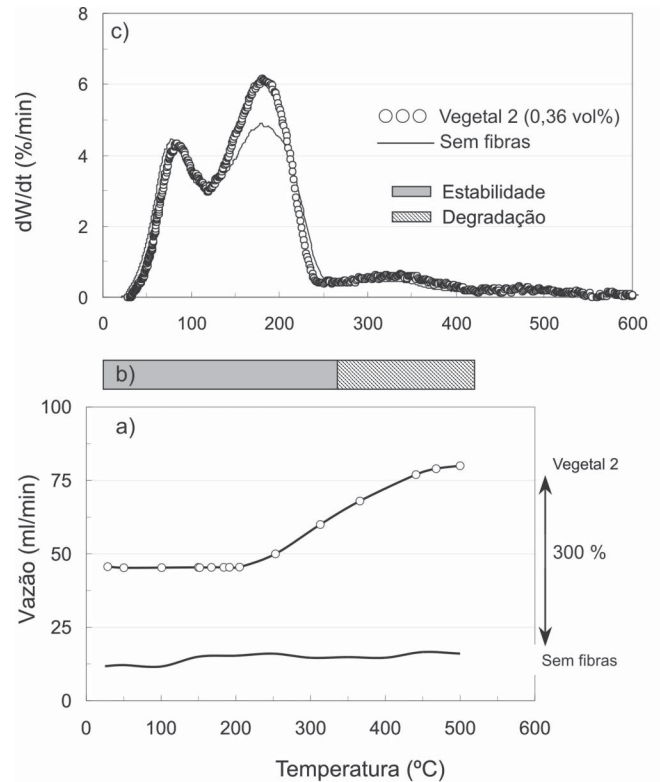 c)
dW/dt (%/min)
8
6
4
2
0
Vegetal 2 (0,36 vol%)
Sem fibras
Estabilidade
Degradação
0 100 200 300 400 500 600
b)
a)
Vazão (ml/min)
100
75
50
25
0
Vegetal 2
300 %
Sem fibras
0 100 200 300 400 500 600
Temperatura (ºC)